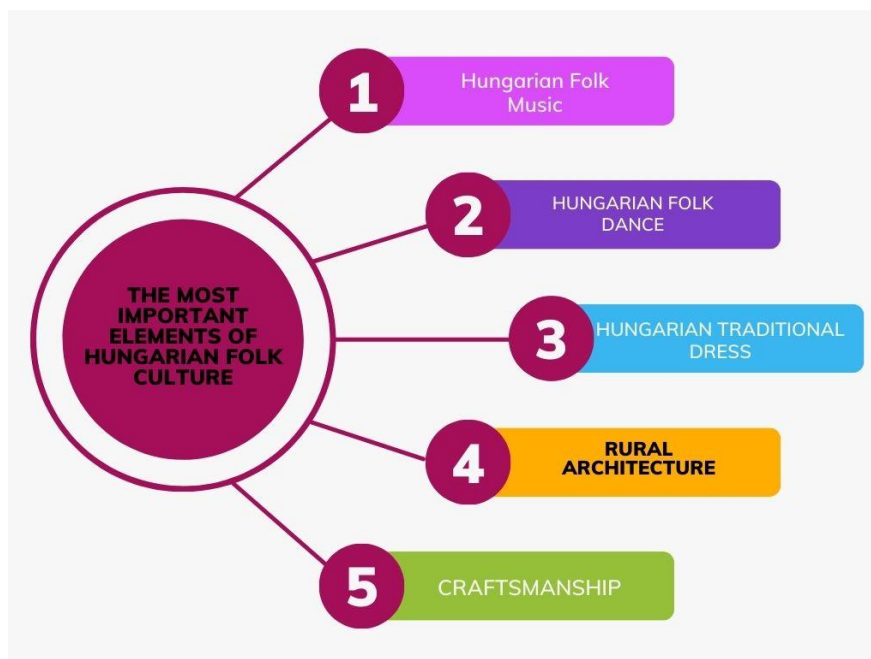 THE MOST
IMPORTANT
ELEMENTS OF
HUNGARIAN FOLK
CULTURE
1
Hungarian Folk
Music
2
HUNGARIAN FOLK
DANCE
3
HUNGARIAN TRADITIONAL
DRESS
4
RURAL
ARCHITECTURE
5
CRAFTSMANSHIP